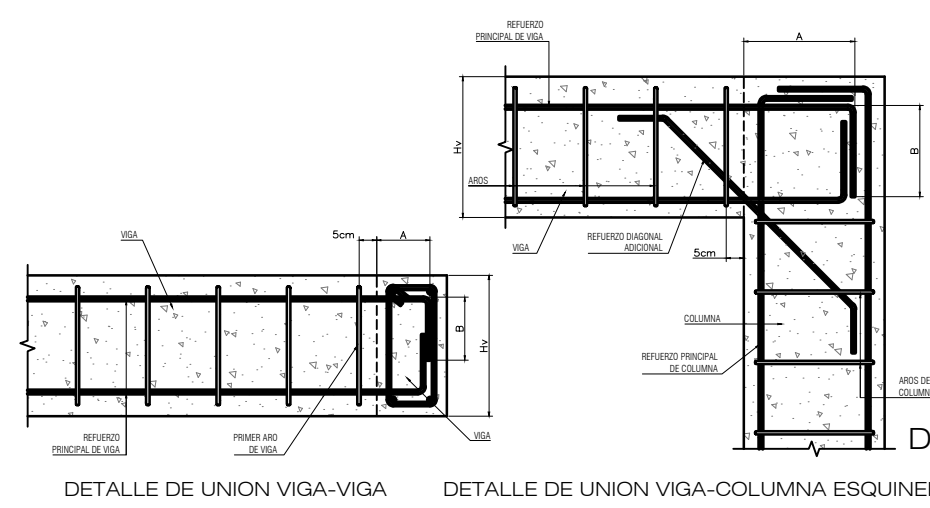 REFUERZO
PRINCIPAL DE VIGA
A
Hv
B
AROS
VIGA
REFUERZO DIAGONAL
ADICIONAL
5cm
VIGA
5cm
A
COLUMNA
B
Hv
REFUERZO PRINCIPAL
DE COLUMNA
AROS DE
COLUMN
REFUERZO
PRINCIPAL DE VIGA
PRIMER ARO
DE VIGA
VIGA
D
DETALLE DE UNION VIGA-VIGA
DETALLE DE UNION VIGA-COLUMNA ESQUINE